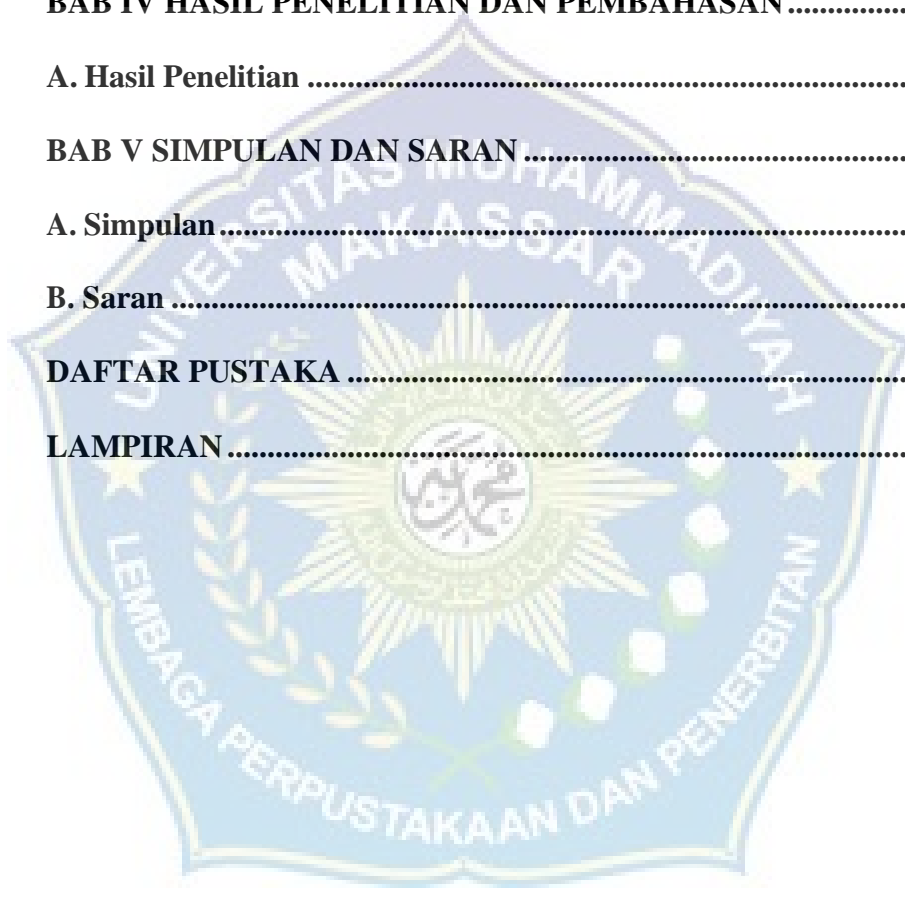 BAB IV HASIL PENELITIAN DAN PEMBAHASAN................
A. Hasil Penelitian ..............................................................................
BAB V SIMPULAN DAN SARAN..................................................
A. Simpulan.........................................................................................
B. Saran ...............................................................................................
DAFTAR PUSTAKA ........................................................................
LAMPIRAN.......................................................................................
UNIVERSITAS MUHAMMADIYAH
MAKASSAR
LEMBAGA PERPUSTAKAAN DAN PENERBITAN